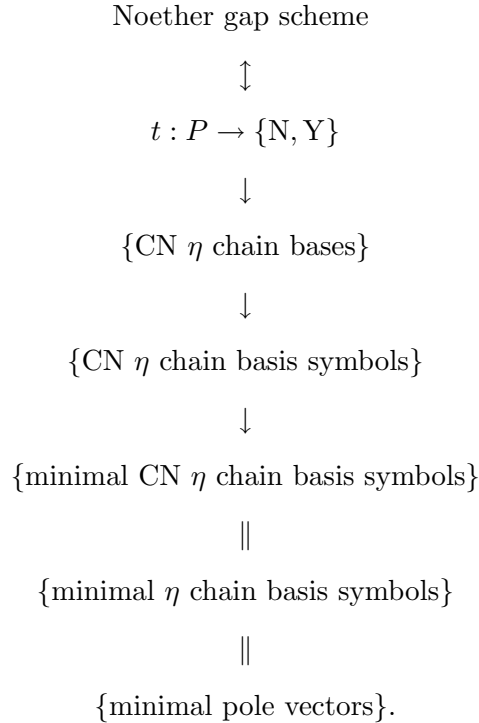 Noether gap scheme
↕
t : P → {N, Y}
↓
{CN η chain bases}
↓
{CN η chain basis symbols}
↓
{minimal CN η chain basis symbols}
‖
{minimal η chain basis symbols}
‖
{minimal pole vectors}.